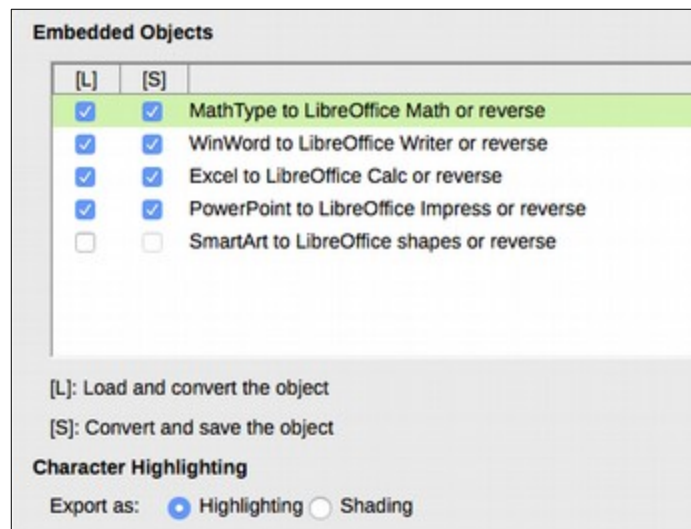 Embedded Objects
[L] [S]
MathType to LibreOffice Math or reverse
WinWord to LibreOffice Writer or reverse
Excel to LibreOffice Calc or reverse
PowerPoint to LibreOffice Impress or reverse
SmartArt to LibreOffice shapes or reverse
[L]: Load and convert the object
[S]: Convert and save the object
Character Highlighting
Export as: Highlighting Shading